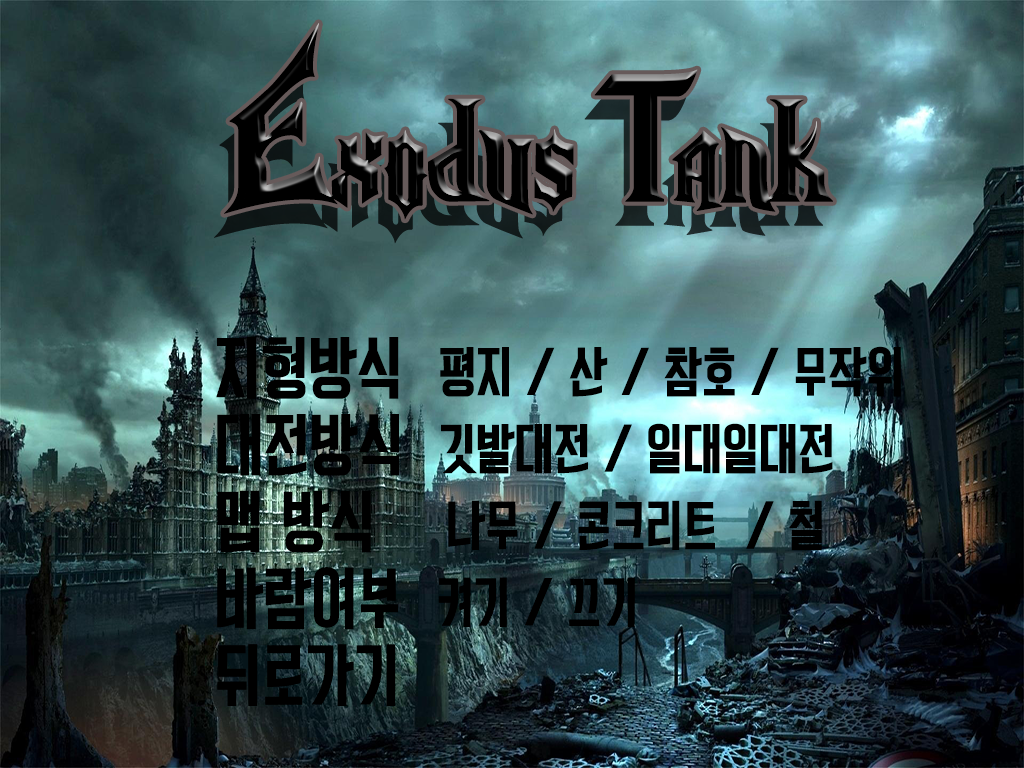 Exodus Tank
지형방식 평지 / 산 / 참호 / 무작위
대전방식 깃발대전 / 일대일대전
맵 방식 나무 / 콘크리트 / 철
바람여부 켜기 / 끄기
뒤로가기